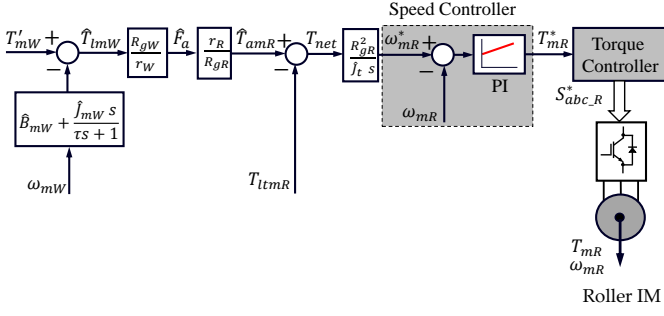 Speed Controller
T′mW + T̂lmW RgW/rW F̂a rR/RgR T̂amR + Tnet R²gR/Ĵt s ω*mR + PI T*mR Torque Controller
−
−
−
S*abc_R
B̂mW + Ĵmw s/τs + 1
ωmR
ωmW
TltmR
TmR
ωmR
Roller IM